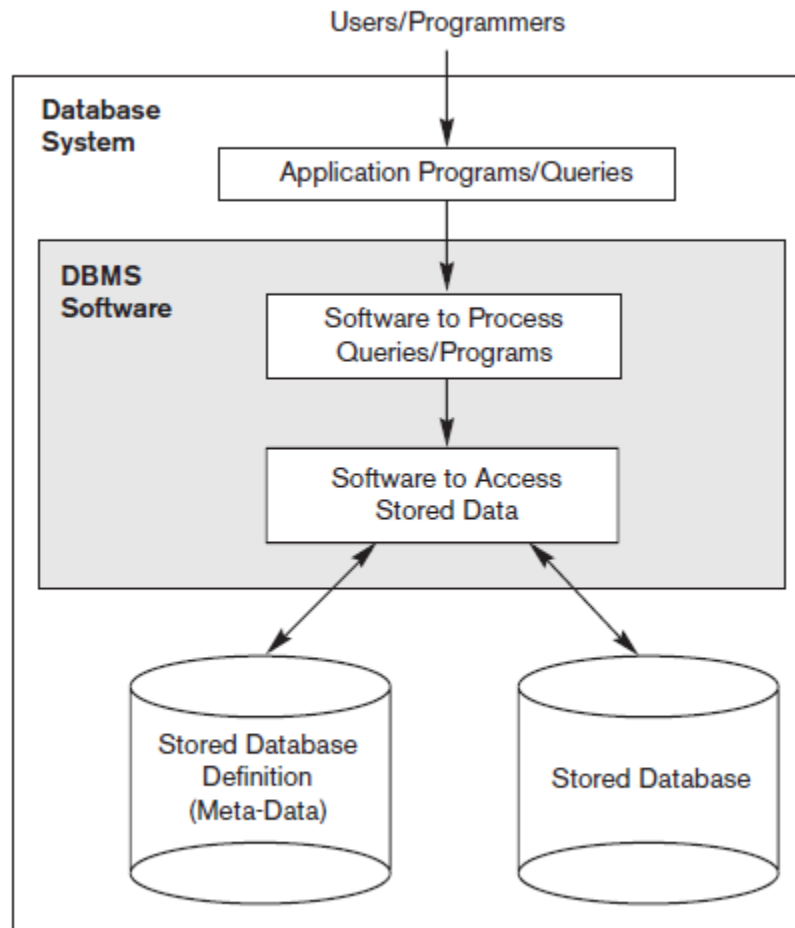 Users/Programmers
Database
System
Application Programs/Queries
DBMS
Software
Software to Process
Queries/Programs
Software to Access
Stored Data
Stored Database
Definition
(Meta-Data)
Stored Database